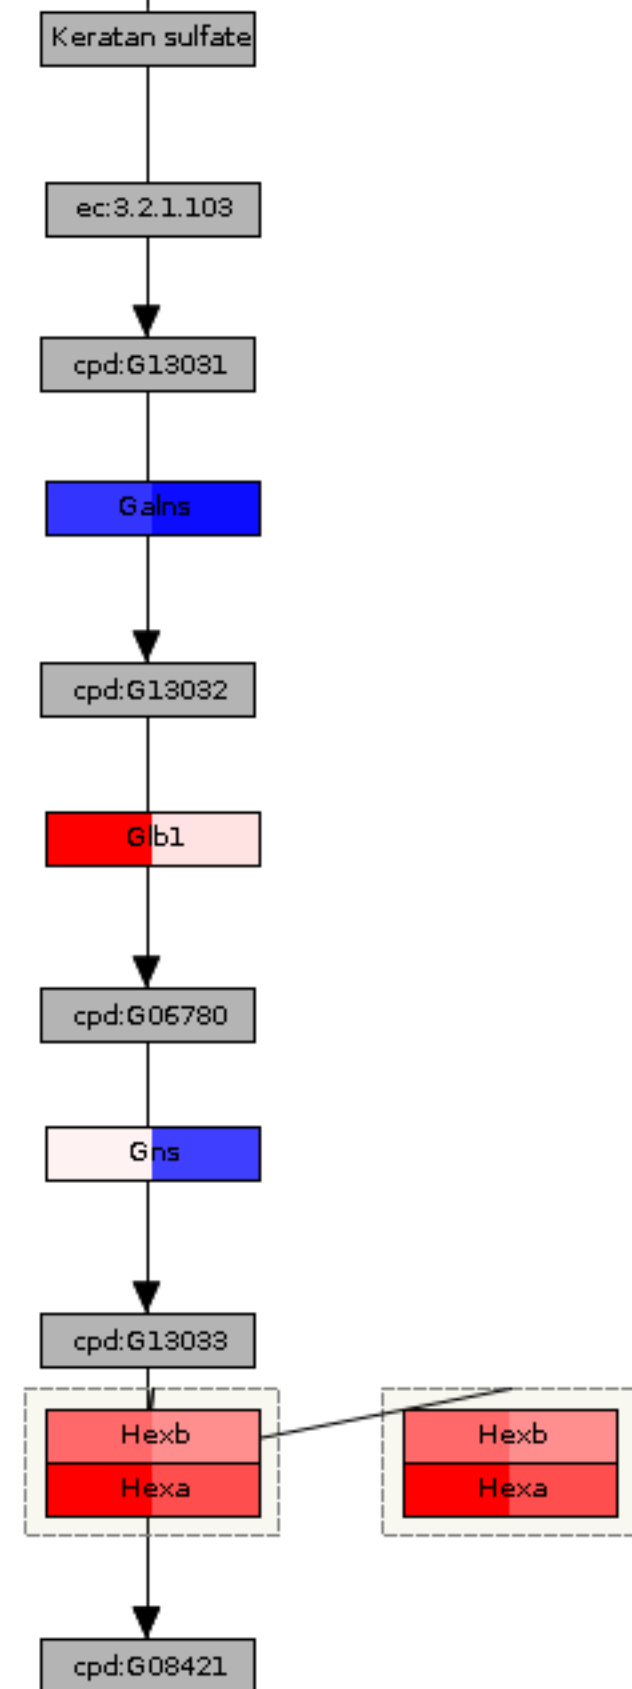 Keratan sulfate
ec:3.2.1.103
cpd:G13031
Galns
cpd:G13032
Glb1
cpd:G06780
Gns
cpd:G13033
Hexb
Hexa
Hexb
Hexa
cpd:G08421